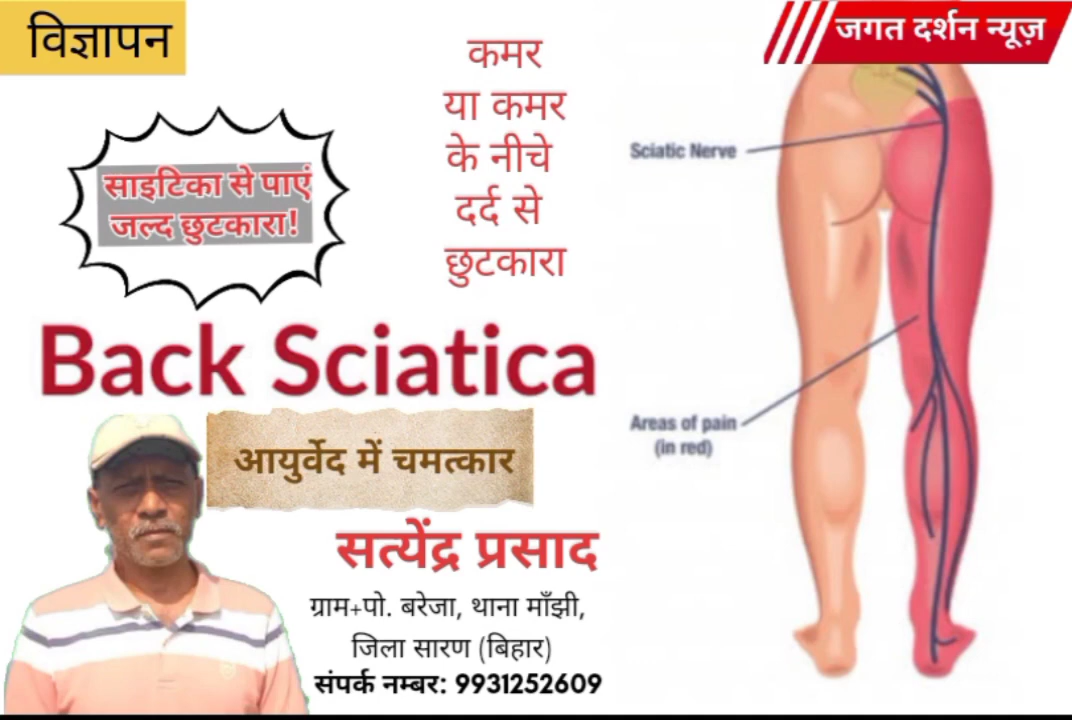 विज्ञापन
जगत दर्शन न्यूज़
कमर
या कमर
के नीचे
दर्द से
छुटकारा
साइटिका से पाएं
जल्द छुटकारा!
Sciatic Nerve
Back Sciatica
आयुर्वेद में चमत्कार
Areas of pain
(in red)
सत्येंद्र प्रसाद
ग्राम+पो. बरेजा, थाना माँझी,
जिला सारण (बिहार)
संपर्क नम्बर: 9931252609